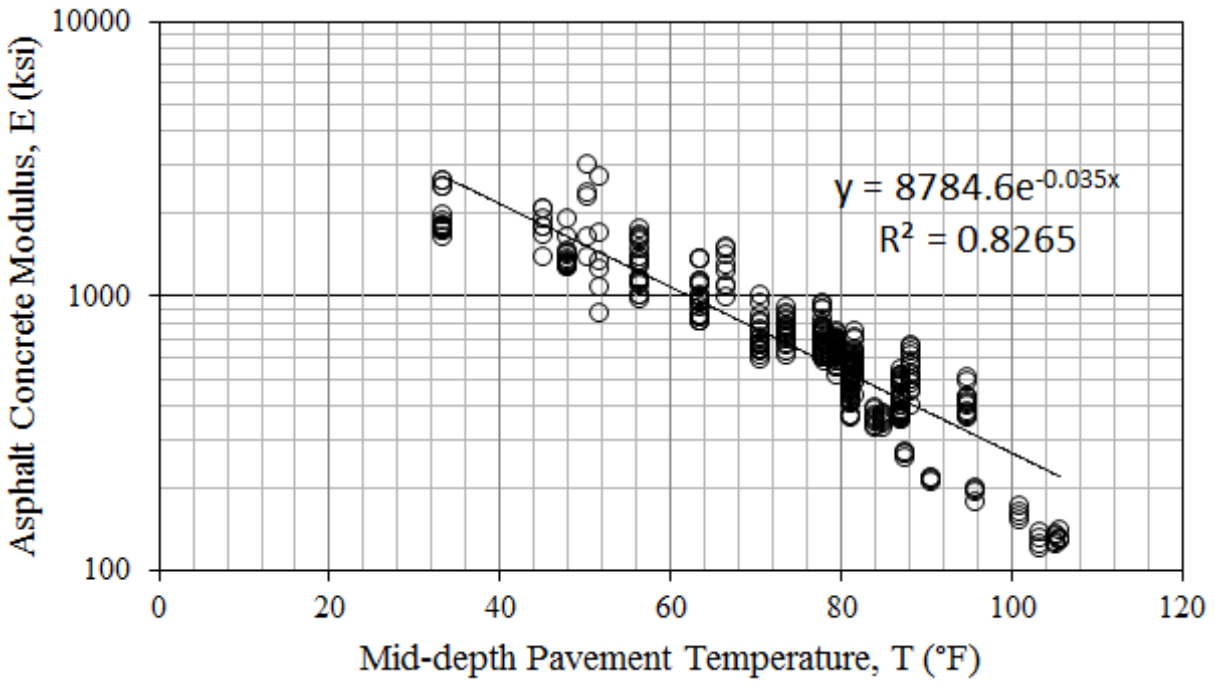 Asphalt Concrete Modulus, E (ksi)
10000
1000
100
y = 8784.6e^-0.035x
R² = 0.8265
0 20 40 60 80 100 120
Mid-depth Pavement Temperature, T (°F)